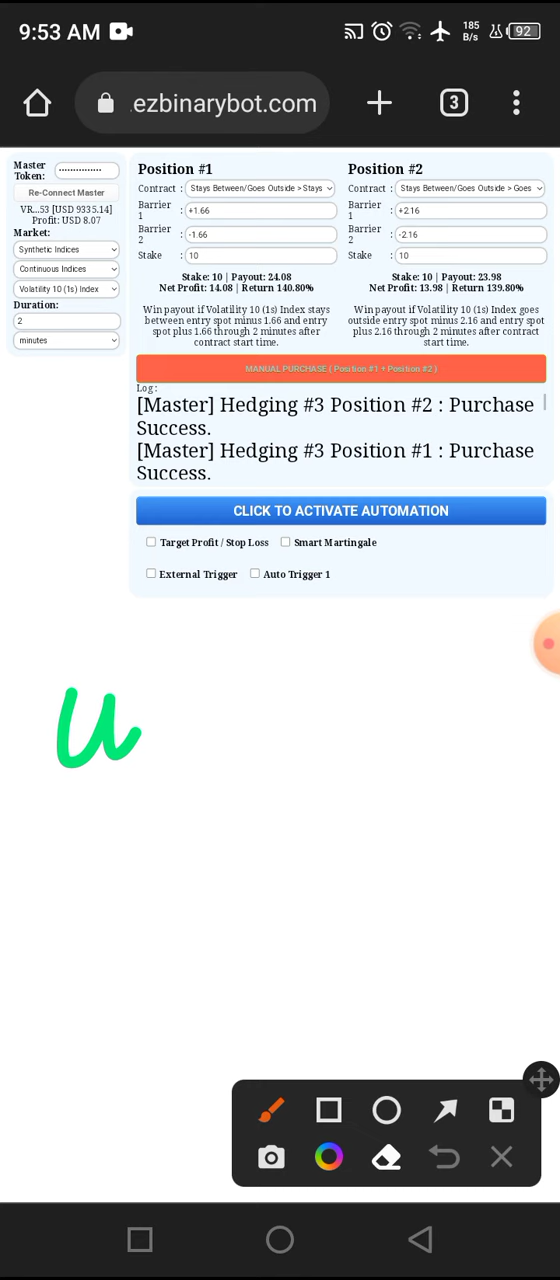 9:53 AM
185
B/s
92
.ezbinarybot.com
3
Master
Token:
Re-Connect Master
VR...53 [USD 9335.14]
Profit: USD 8.07
Market:
Synthetic Indices
Continuous Indices
Volatility 10 (1s) Index
Duration:
2
minutes
Position #1
Contract : Stays Between/Goes Outside > Stays
Barrier
1 : +1.66
Barrier
2 : -1.66
Stake : 10
Stake: 10 | Payout: 24.08
Net Profit: 14.08 | Return 140.80%
Win payout if Volatility 10 (1s) Index stays
between entry spot minus 1.66 and entry
spot plus 1.66 through 2 minutes after
contract start time.
Position #2
Contract : Stays Between/Goes Outside > Goes
Barrier
1 : +2.16
Barrier
2 : -2.16
Stake : 10
Stake: 10 | Payout: 23.98
Net Profit: 13.98 | Return 139.80%
Win payout if Volatility 10 (1s) Index goes
outside entry spot minus 2.16 and entry
spot plus 2.16 through 2 minutes after
contract start time.
MANUAL PURCHASE ( Position #1 + Position #2 )
Log :
[Master] Hedging #3 Position #2 : Purchase
Success.
[Master] Hedging #3 Position #1 : Purchase
Success.
CLICK TO ACTIVATE AUTOMATION
Target Profit / Stop Loss Smart Martingale
External Trigger Auto Trigger 1
u